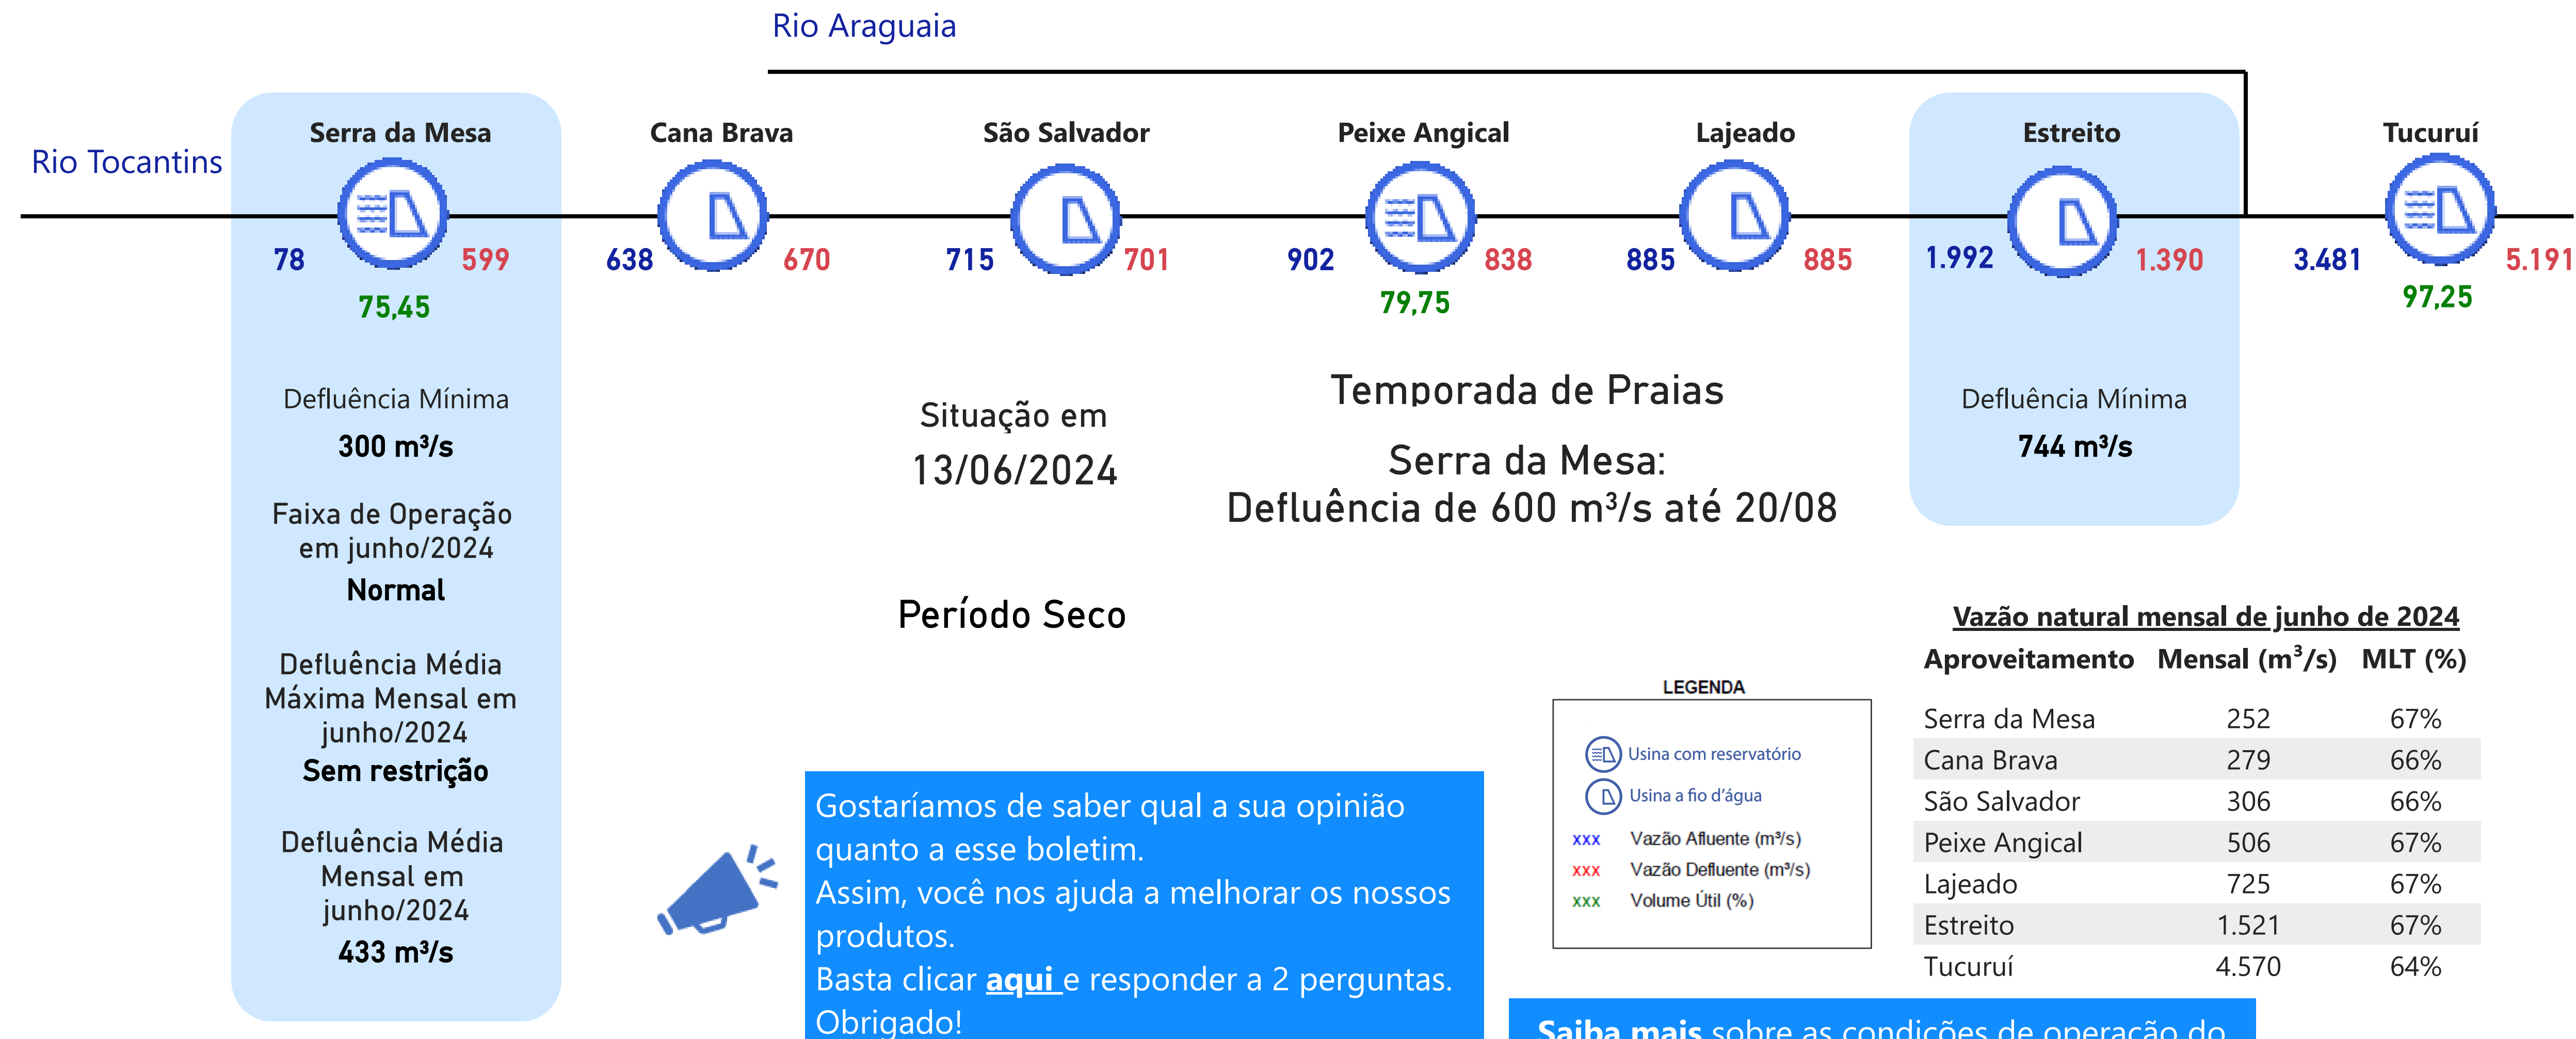 Rio Araguaia
Rio Tocantins
Serra da Mesa
Cana Brava
São Salvador
Peixe Angical
Lajeado
Estreito
Tucuruí
78
599
638
670
715
701
902
838
885
885
1.992
1.390
3.481
5.191
75,45
79,75
97,25
Defluência Mínima
300 m³/s
Faixa de Operação
em junho/2024
Normal
Defluência Média
Máxima Mensal em
junho/2024
Sem restrição
Defluência Média
Mensal em
junho/2024
433 m³/s
Situação em
13/06/2024
Período Seco
Temporada de Praias
Serra da Mesa:
Defluência de 600 m³/s até 20/08
Defluência Mínima
744 m³/s
Gostaríamos de saber qual a sua opinião
quanto a esse boletim.
Assim, você nos ajuda a melhorar os nossos
produtos.
Basta clicar aqui e responder a 2 perguntas.
Obrigado!
LEGENDA
Usina com reservatório
Usina a fio d'água
xxx Vazão Afluente (m³/s)
xxx Vazão Defluente (m³/s)
xxx Volume Útil (%)
Vazão natural mensal de junho de 2024
Aproveitamento Mensal (m³/s) MLT (%)
Serra da Mesa 252 67%
Cana Brava 279 66%
São Salvador 306 66%
Peixe Angical 506 67%
Lajeado 725 67%
Estreito 1.521 67%
Tucuruí 4.570 64%
Saiba mais sobre as condições de operação do